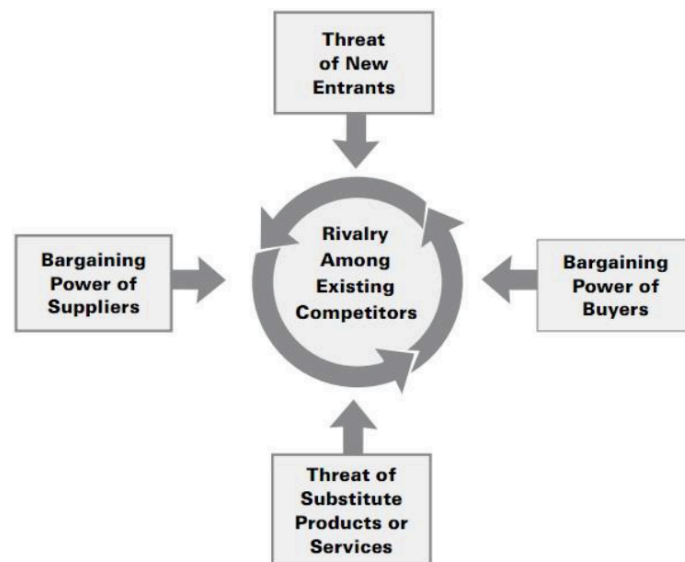 Threat
of New
Entrants
Rivalry
Among
Existing
Competitors
Bargaining
Power of
Suppliers
Bargaining
Power of
Buyers
Threat of
Substitute
Products or
Services